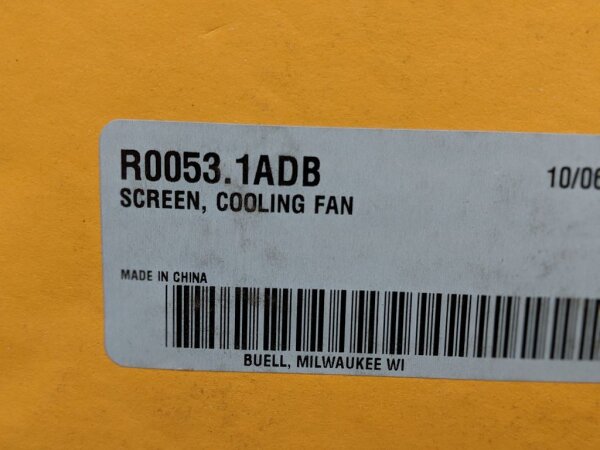 R0053.1ADB 10/06
SCREEN, COOLING FAN
MADE IN CHINA
BUELL, MILWAUKEE WI